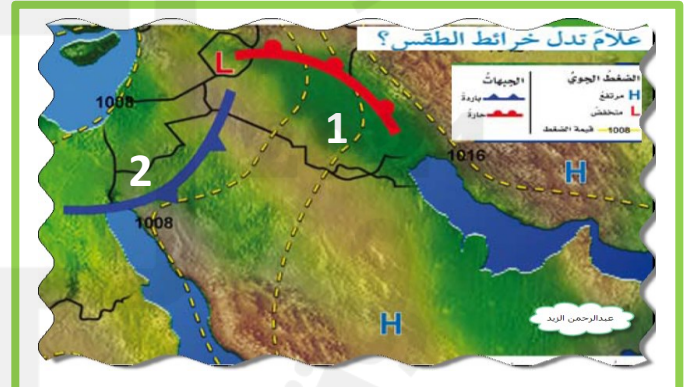 علامَ تدل خرائط الطقس؟
الضغط الجوي
H مرتفع
L منخفض
1008 قيمة الضغط
الجبهات
باردة
حارة
L
1008
1
1016
2
H
1008
H
عبدالرحمن الزيد